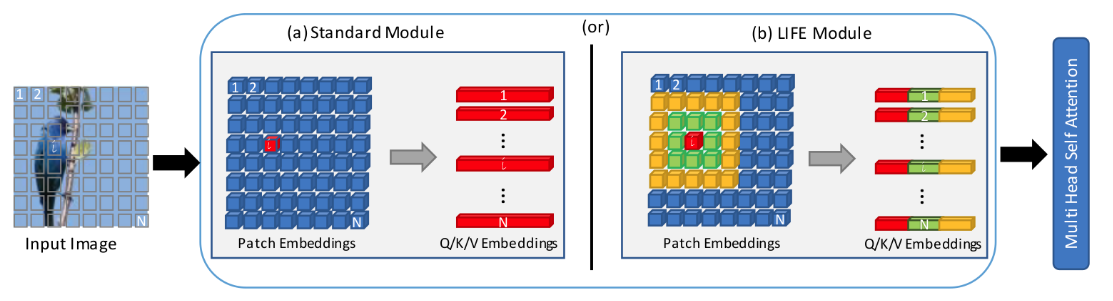 (a) Standard Module
(or)
(b) LIFE Module
1 2
i
N
Input Image
1 2
i
N
Patch Embeddings
1
2
⋮
i
⋮
N
Q/K/V Embeddings
1 2
i
N
Patch Embeddings
1
2
⋮
i
⋮
N
Q/K/V Embeddings
Multi Head Self Attention